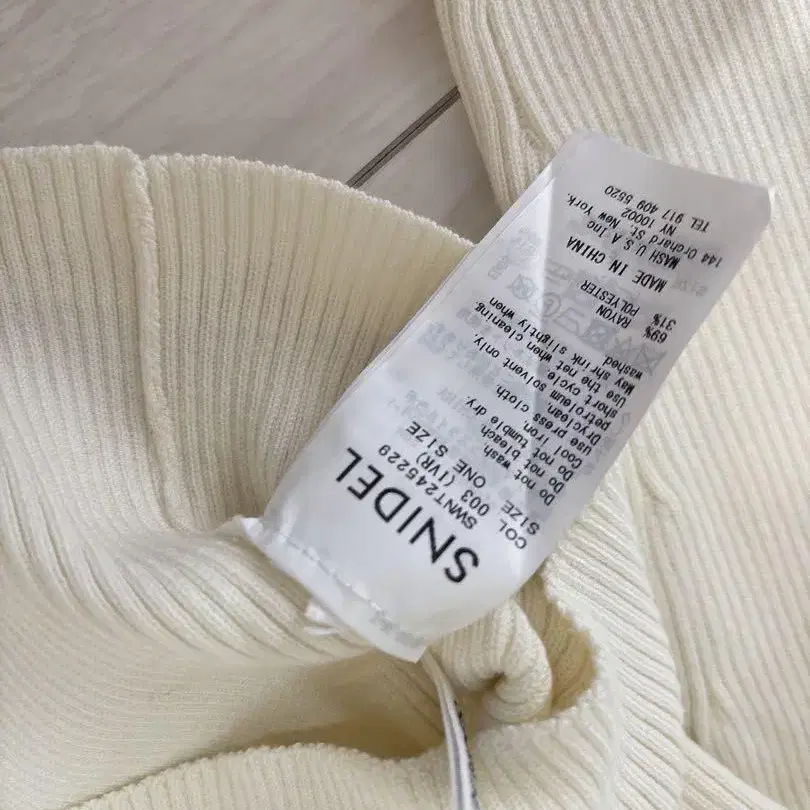 SNIDEL
SWNT245229
COL 003 (IVR)
SIZE ONE SIZE
Do not wash.
Do not bleach.
Do not tumble dry.
Cool iron,
use press cloth.
Dryclean,
petroleum solvent only.
short cycle.
Use the net when cleaning
May shrink slightly when
washed
69% RAYON
31% POLYESTER
MADE IN CHINA
MASH U S A Inc
144 Orchard St. New York.
NY 10002
TEL 917 409 5520